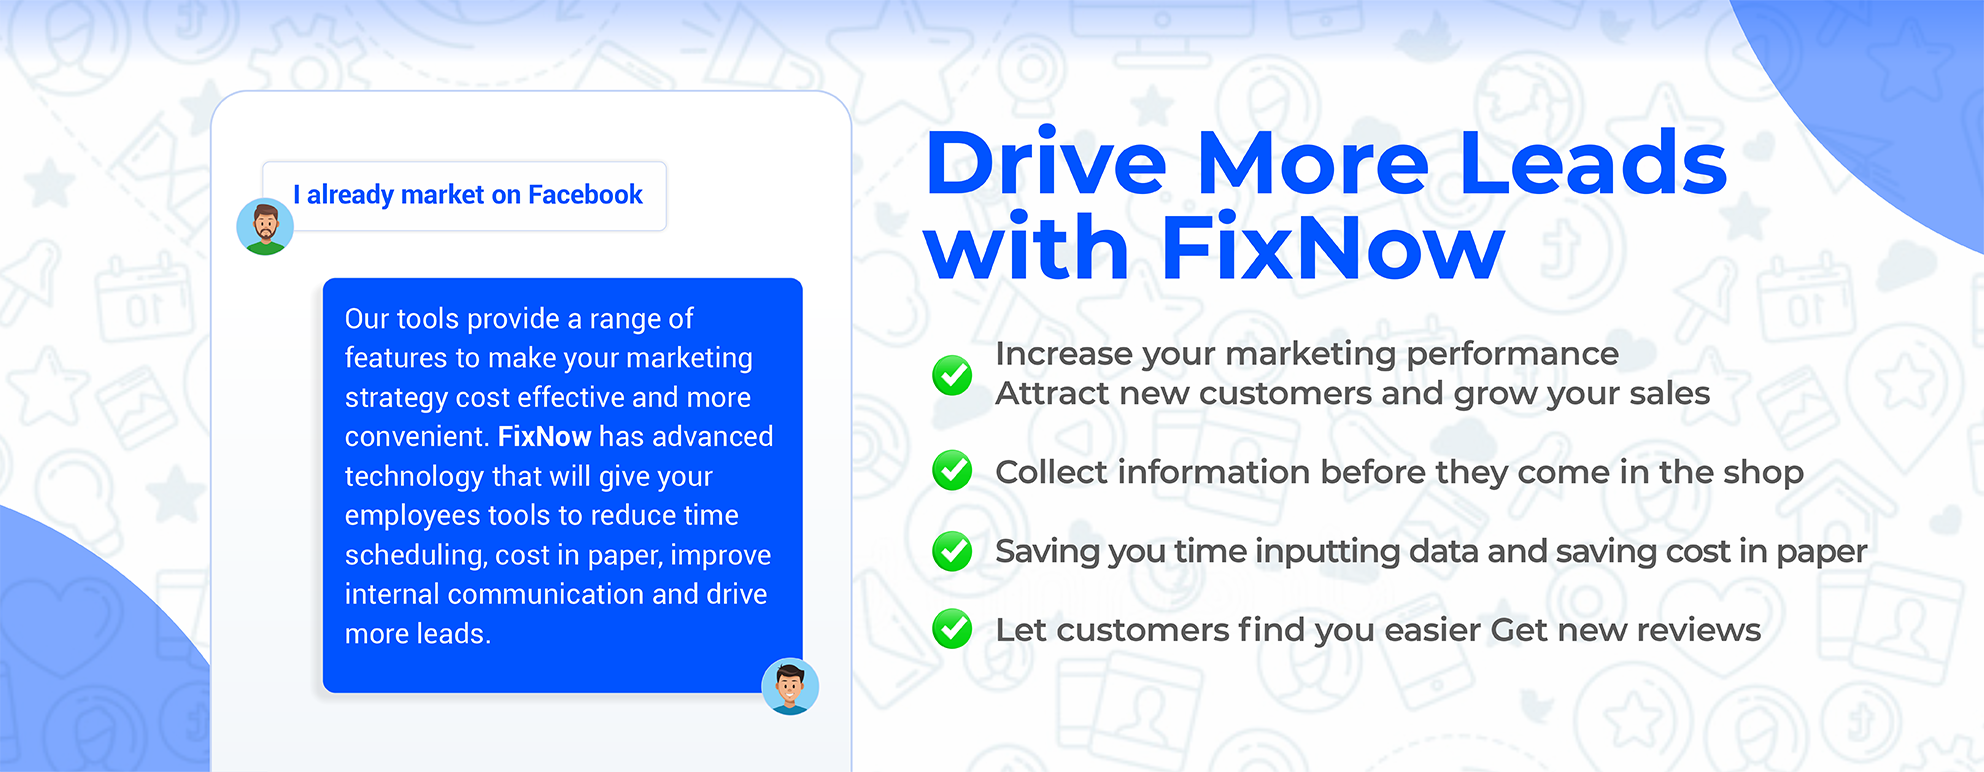 I already market on Facebook
Our tools provide a range of
features to make your marketing
strategy cost effective and more
convenient. FixNow has advanced
technology that will give your
employees tools to reduce time
scheduling, cost in paper, improve
internal communication and drive
more leads.
Drive More Leads
with FixNow
Increase your marketing performance
Attract new customers and grow your sales
Collect information before they come in the shop
Saving you time inputting data and saving cost in paper
Let customers find you easier Get new reviews